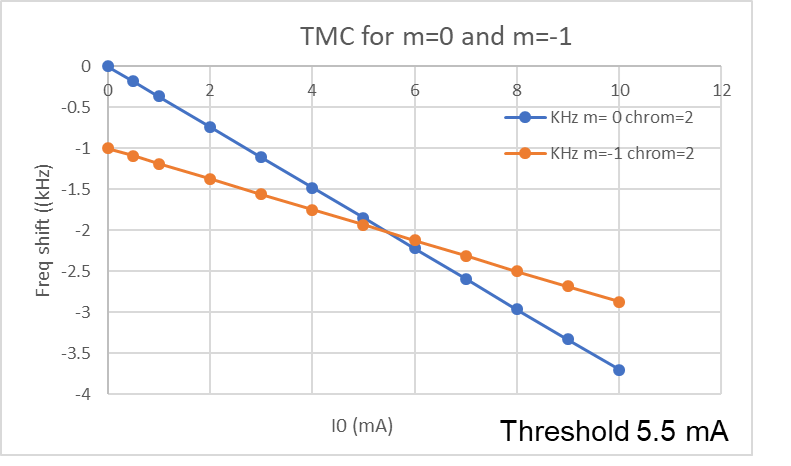 TMC for m=0 and m=-1
0
0 2 4 6 8 10 12
-0.5
KHz m= 0 chrom=2
-1
KHz m=-1 chrom=2
-1.5
-2
-2.5
-3
-3.5
-4
Freq shift ((kHz)
I0 (mA)
Threshold 5.5 mA